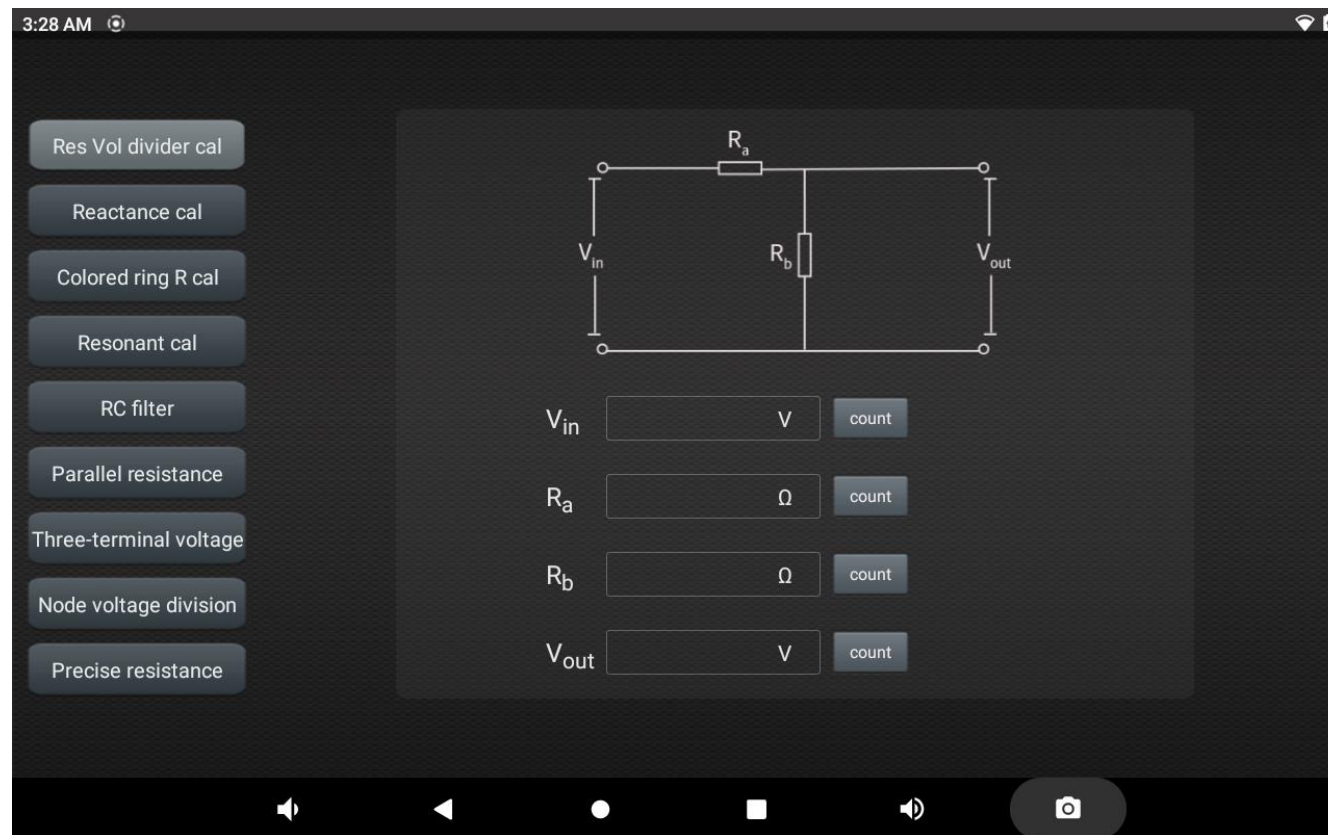 3:28 AM
Res Vol divider cal
Reactance cal
Colored ring R cal
Resonant cal
RC filter
Parallel resistance
Three-terminal voltage
Node voltage division
Precise resistance
Ra
Vin
Rb
Vout
Vin V count
Ra Ω count
Rb Ω count
Vout V count